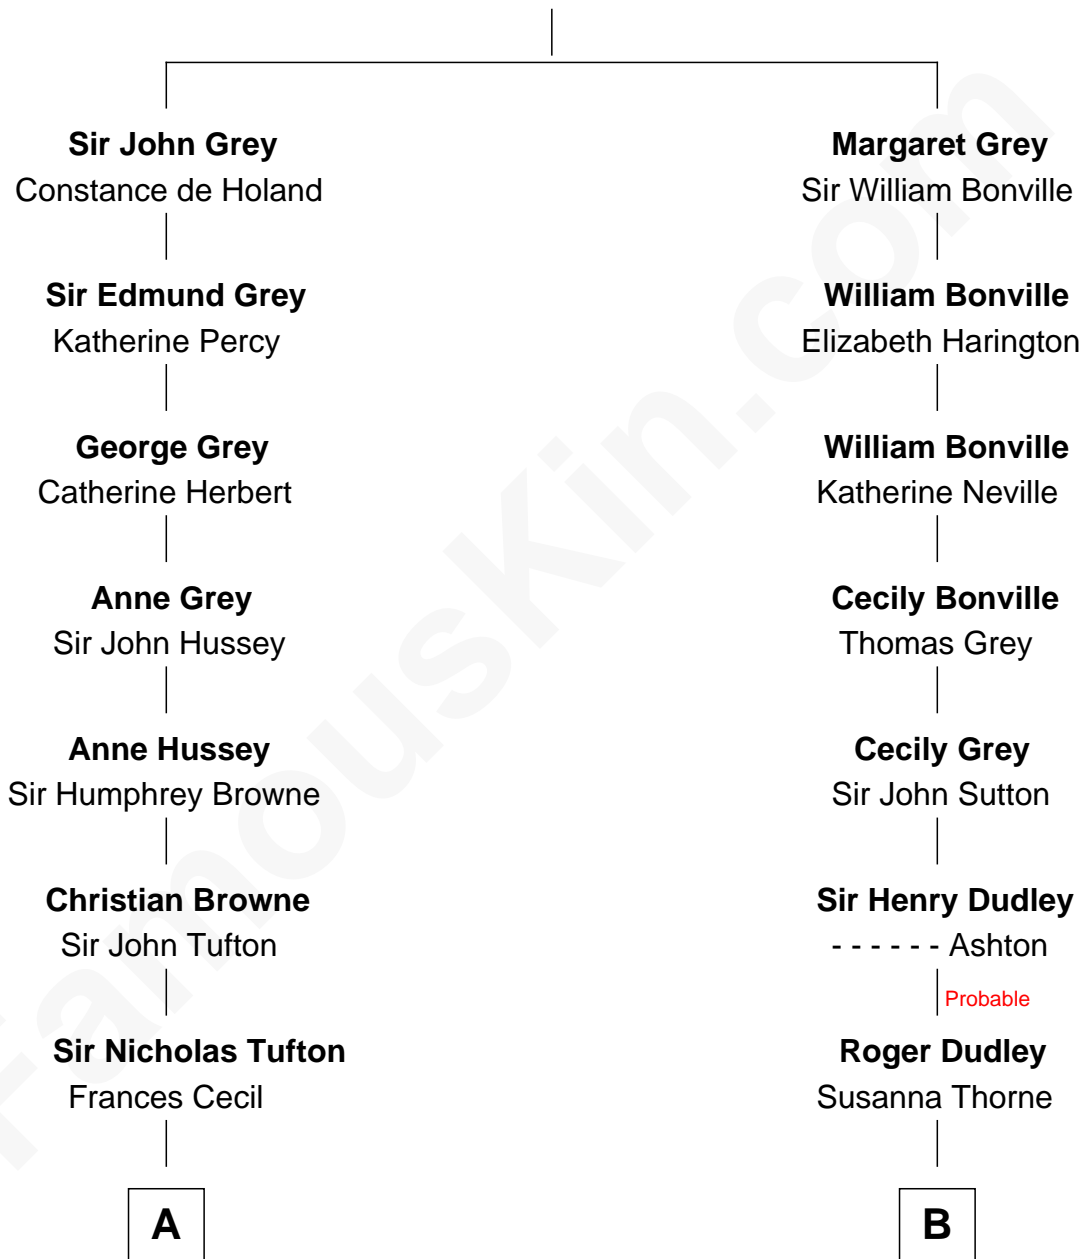 Sir John Grey
Constance de Holand
Sir Edmund Grey
Katherine Percy
George Grey
Catherine Herbert
Anne Grey
Sir John Hussey
Anne Hussey
Sir Humphrey Browne
Christian Browne
Sir John Tufton
Sir Nicholas Tufton
Frances Cecil
A
Margaret Grey
Sir William Bonville
William Bonville
Elizabeth Harington
William Bonville
Katherine Neville
Cecily Bonville
Thomas Grey
Cecily Grey
Sir John Sutton
Sir Henry Dudley
- - - - - - Ashton
Probable
Roger Dudley
Susanna Thorne
B
FamousKin.com